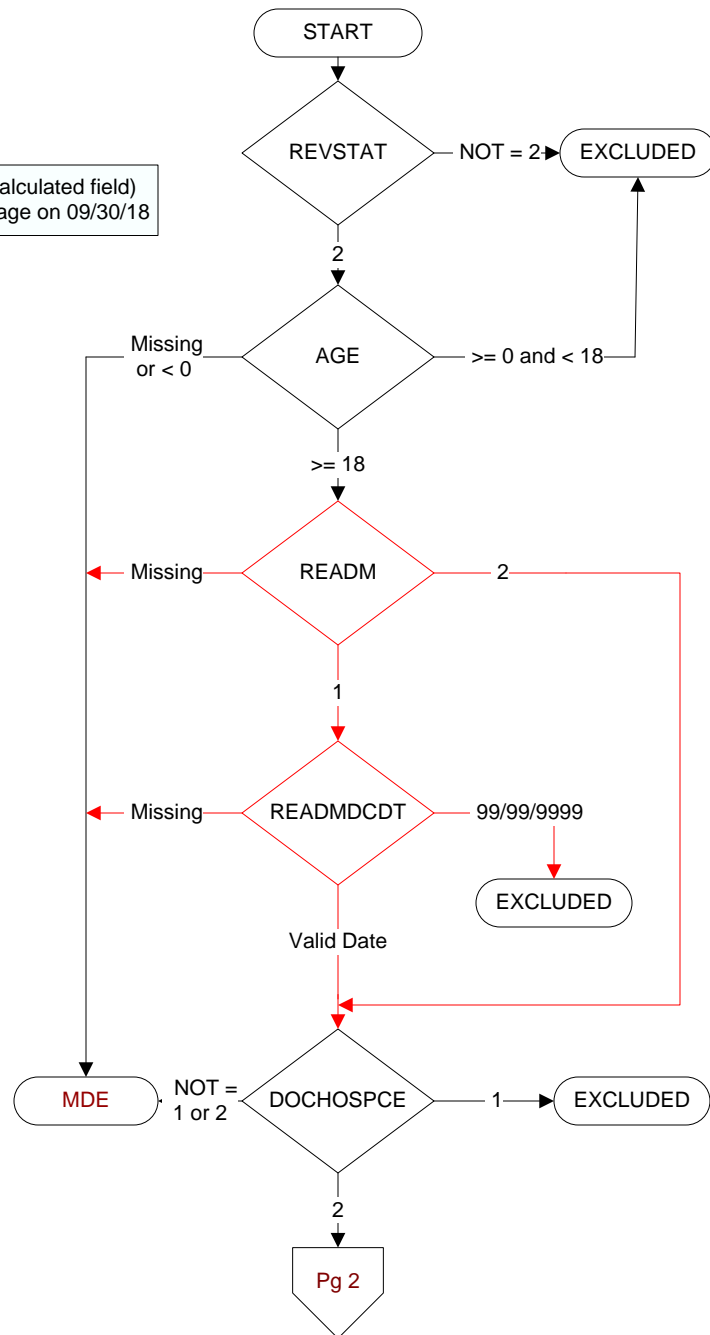 START
REVSTAT
NOT = 2
EXCLUDED
alculated field)
age on 09/30/18
2
Missing
or < 0
AGE
>= 0 and < 18
>= 18
Missing
READM
2
1
Missing
READMDCDT
99/99/9999
EXCLUDED
Valid Date
MDE
NOT =
1 or 2
DOCHOSPCE
1
EXCLUDED
2
Pg 2